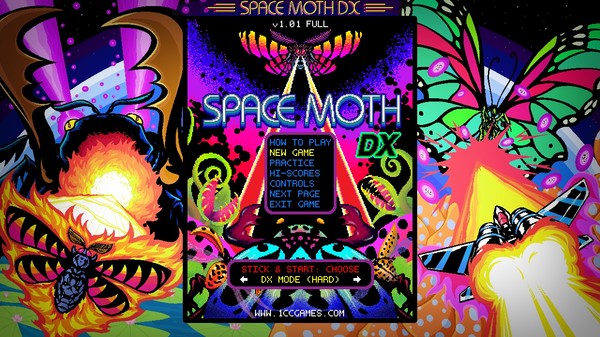 SPACE MOTH DX
v1.01 FULL
SPACE MOTH
DX
HOW TO PLAY
NEW GAME
PRACTICE
HI-SCORES
CONTROLS
NEXT PAGE
EXIT GAME
STICK & START: CHOOSE
DX MODE (HARD)
WWW.1CCGAMES.COM